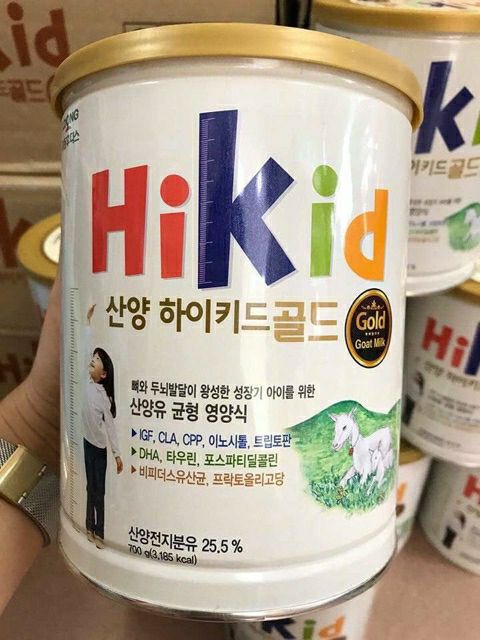 HiKid
산양 하이키드골드
Gold
Goat Milk
뼈와 두뇌발달이 왕성한 성장기 아이를 위한
산양유 균형 영양식
▶IGF, CLA, CPP, 이노시톨, 트립토판
▶DHA, 타우린, 포스파티딜콜린
▶비피더스유산균, 프락토올리고당
산양전지분유 25.5 %
700 g(3,185 kcal)